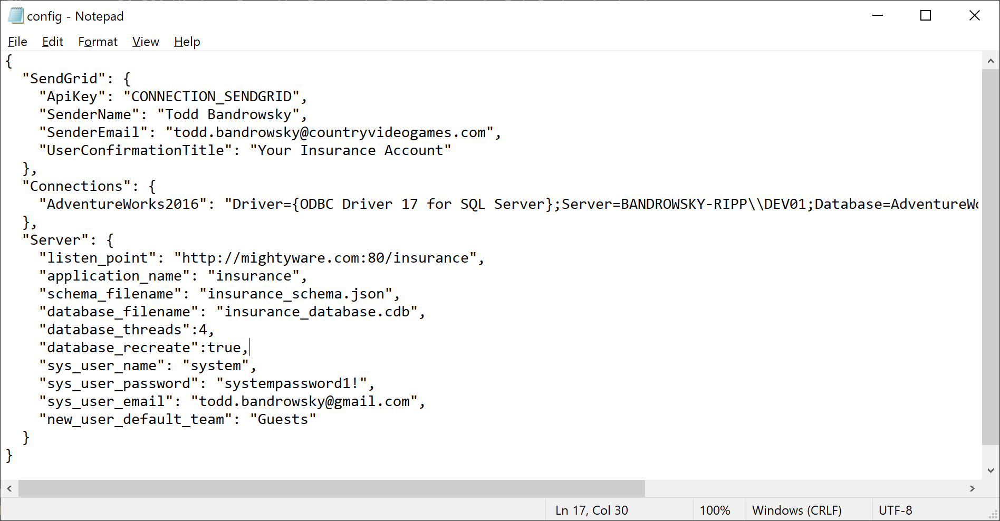 config - Notepad
File Edit Format View Help
{
  "SendGrid": {
    "ApiKey": "CONNECTION_SENDGRID",
    "SenderName": "Todd Bandrowsky",
    "SenderEmail": "todd.bandrowsky@countryvideogames.com",
    "UserConfirmationTitle": "Your Insurance Account"
  },
  "Connections": {
    "AdventureWorks2016": "Driver={ODBC Driver 17 for SQL Server};Server=BANDROWSKY-RIPP\\DEV01;Database=AdventureWo
  },
  "Server": {
    "listen_point": "http://mightyware.com:80/insurance",
    "application_name": "insurance",
    "schema_filename": "insurance_schema.json",
    "database_filename": "insurance_database.cdb",
    "database_threads":4,
    "database_recreate":true,
    "sys_user_name": "system",
    "sys_user_password": "systempassword1!",
    "sys_user_email": "todd.bandrowsky@gmail.com",
    "new_user_default_team": "Guests"
  }
}
Ln 17, Col 30 100% Windows (CRLF) UTF-8